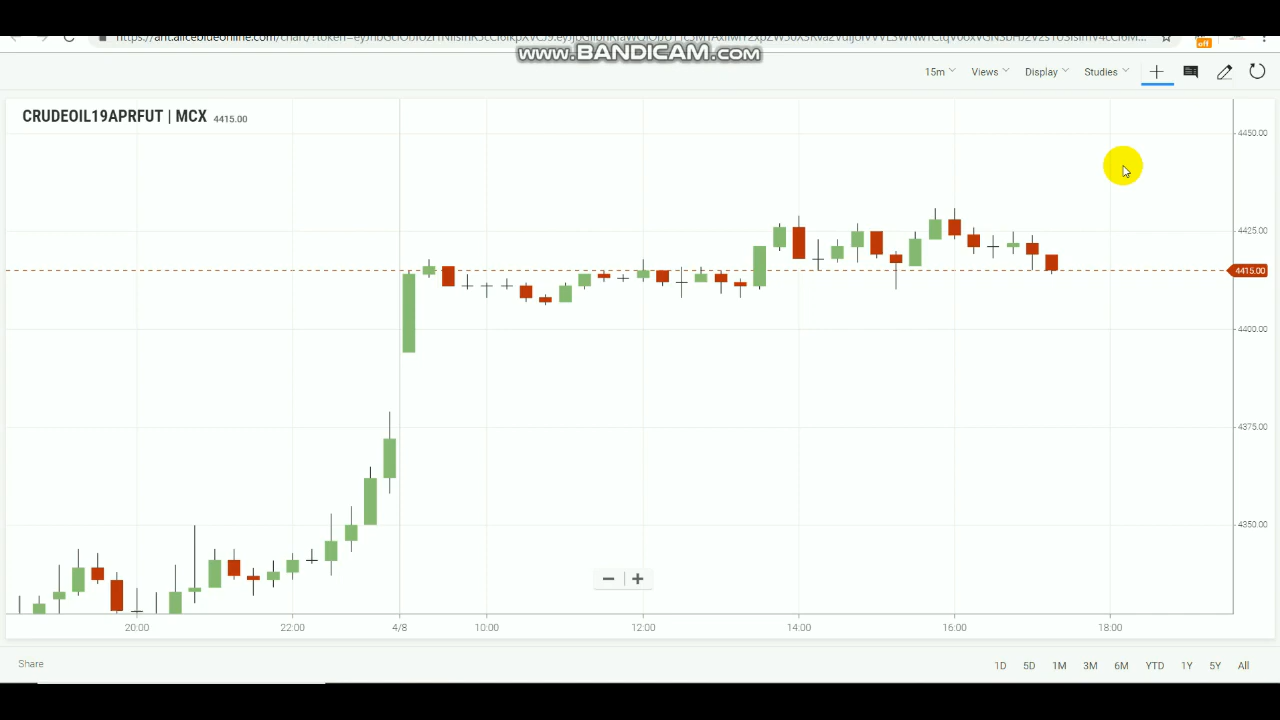 www.BANDICAM.com
15m Views Display Studies
CRUDEOIL19APRFUT | MCX 4415.00
4450.00
4425.00
4415.00
4400.00
4375.00
4350.00
20:00 22:00 4/8 10:00 12:00 14:00 16:00 18:00
Share
1D 5D 1M 3M 6M YTD 1Y 5Y All
off